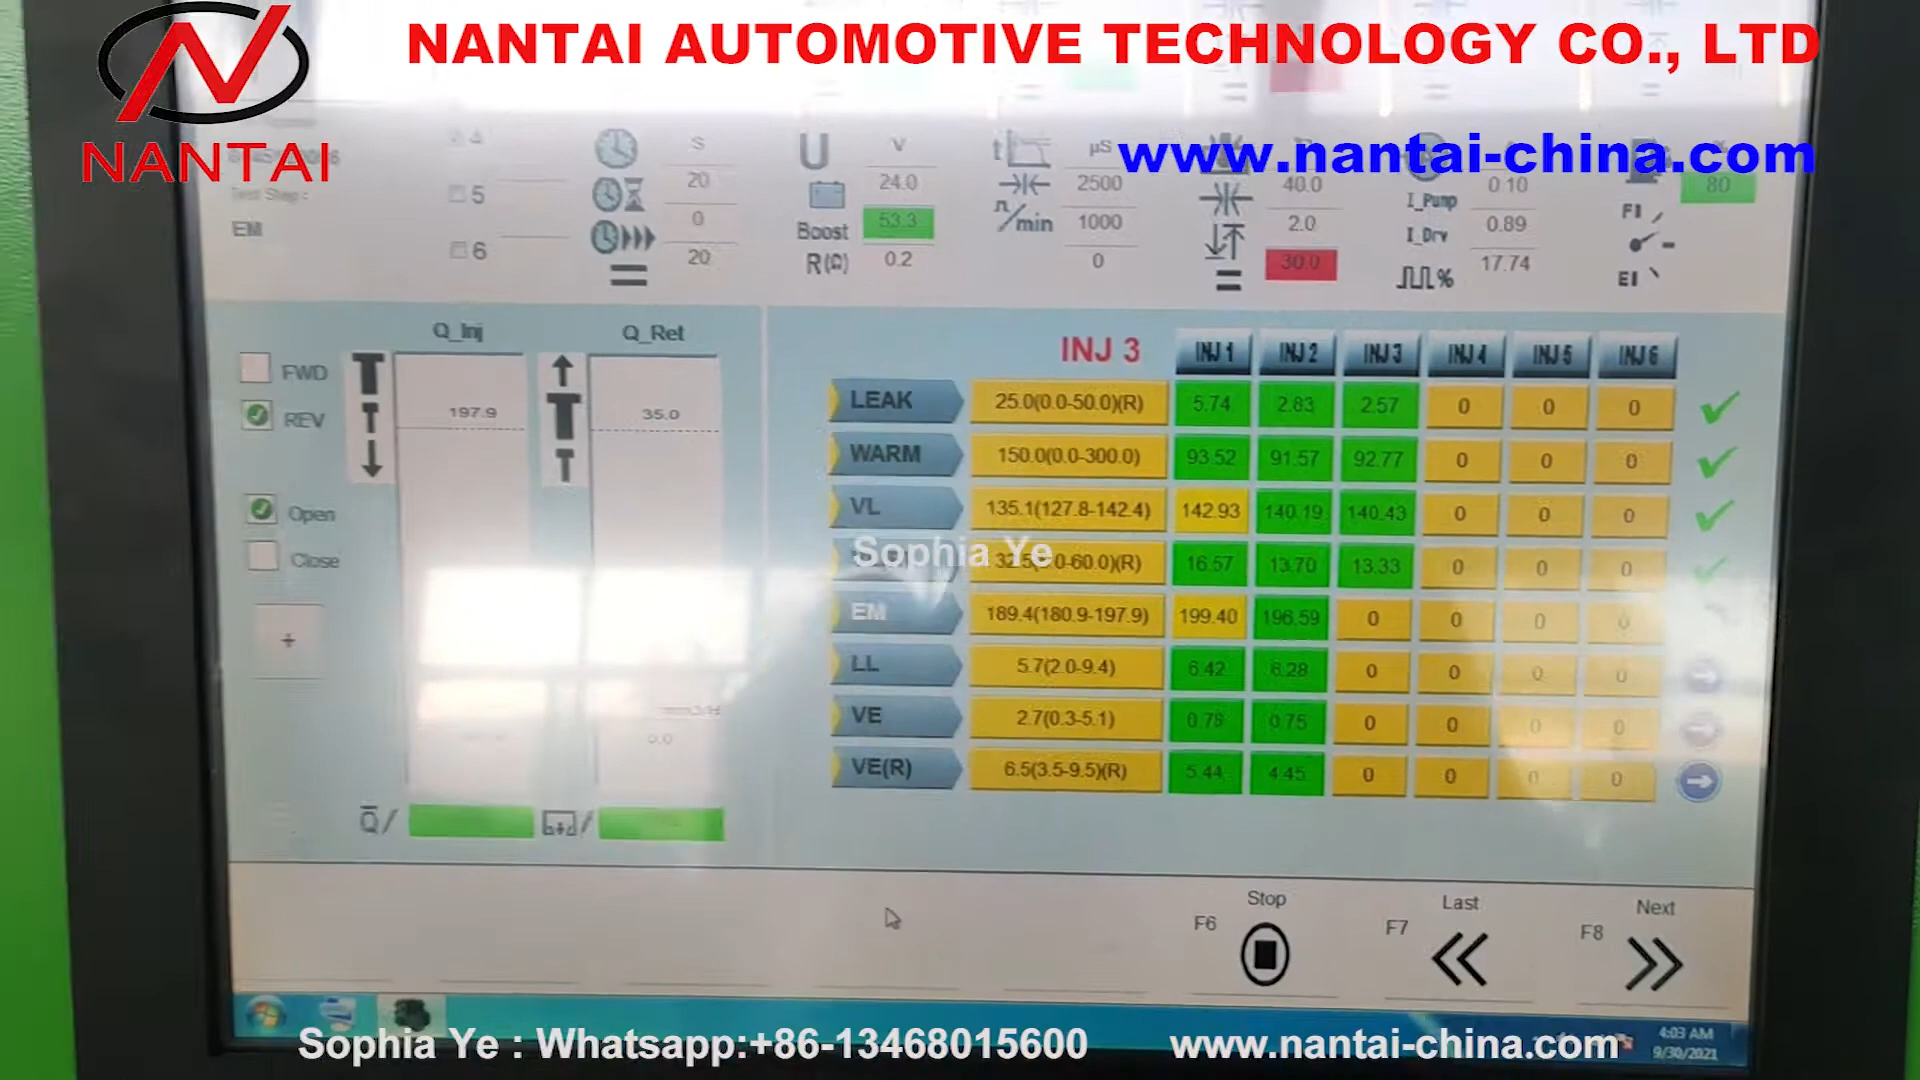 NANTAI AUTOMOTIVE TECHNOLOGY CO., LTD
NANTAI
www.nantai-china.com
Test Step:
EM
4
5
6
S
20
0
20
U V
24.0
Boost 53.3
R(Ω) 0.2
t μS
2500
/min 1000
0
40.0
2.0
30.0
0.10
I_Pump 0.89
I_Drv 17.74
%
80
F
E
Q_Inj Q_Ret
FWD
REV
Open
Close
+
197.9 35.0
0.0
Q/ /
INJ 3 INJ 1 INJ 2 INJ 3 INJ 4 INJ 5 INJ 6
LEAK 25.0(0.0-50.0)(R) 5.74 2.83 2.57 0 0 0
WARM 150.0(0.0-300.0) 93.52 91.57 92.77 0 0 0
VL 135.1(127.8-142.4) 142.93 140.19 140.43 0 0 0
Sophia Ye
16.57 13.70 13.33 0 0 0
EM 189.4(180.9-197.9) 199.40 196.59 0 0 0 0
LL 5.7(2.0-9.4) 6.42 6.28 0 0 0 0
VE 2.7(0.3-5.1) 0.78 0.75 0 0 0 0
VE(R) 6.5(3.5-9.5)(R) 5.44 4.45 0 0 0 0
F6 Stop
F7 Last
F8 Next
4:03 AM
9/30/2021
Sophia Ye : Whatsapp:+86-13468015600 www.nantai-china.com